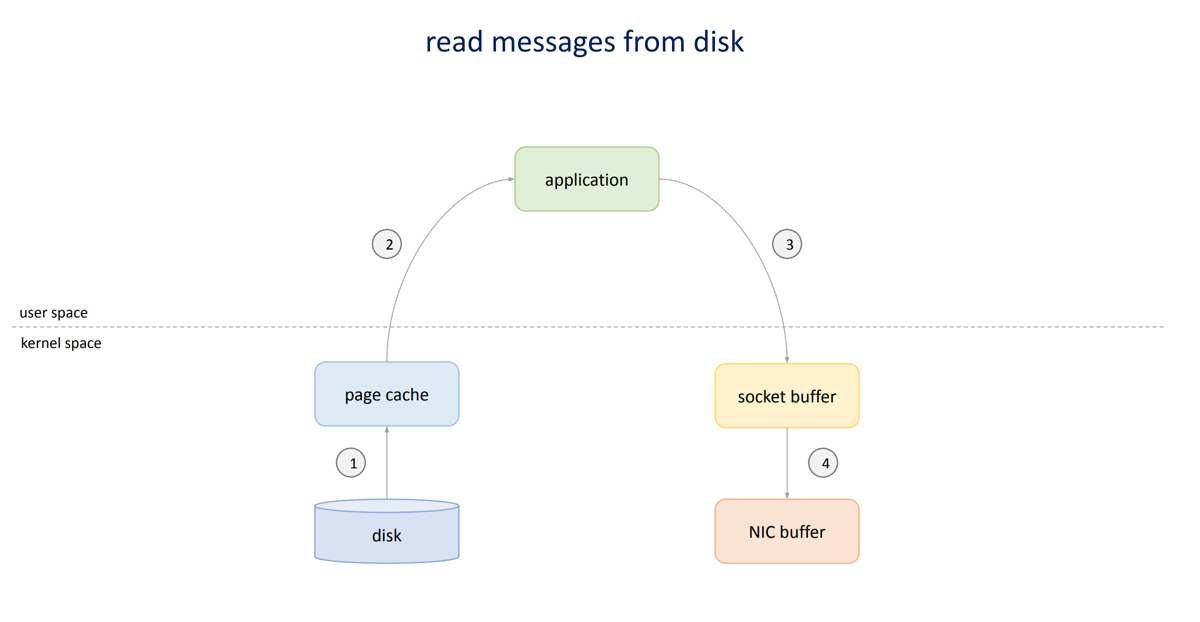 read messages from disk
application
2
3
user space
kernel space
page cache
socket buffer
1
4
disk
NIC buffer